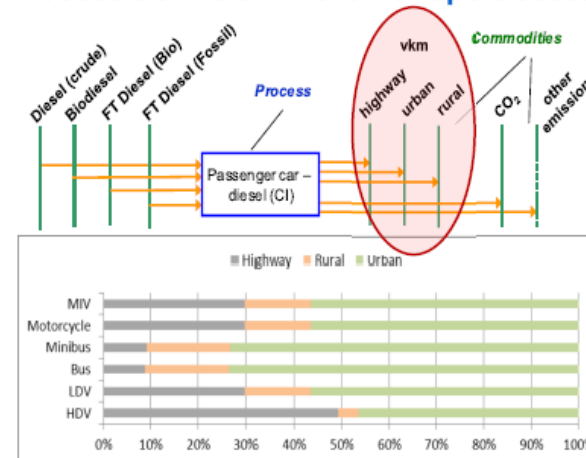 vkm
Commodities
Diesel (crude)
Biodiesel
FT Diesel (Bio)
FT Diesel (Fossil)
Process
highway
urban
rural
CO2
other
emission
Passenger car –
diesel (CI)
Highway Rural Urban
MIV
Motorcycle
Minibus
Bus
LDV
HDV
0% 10% 20% 30% 40% 50% 60% 70% 80% 90% 100%